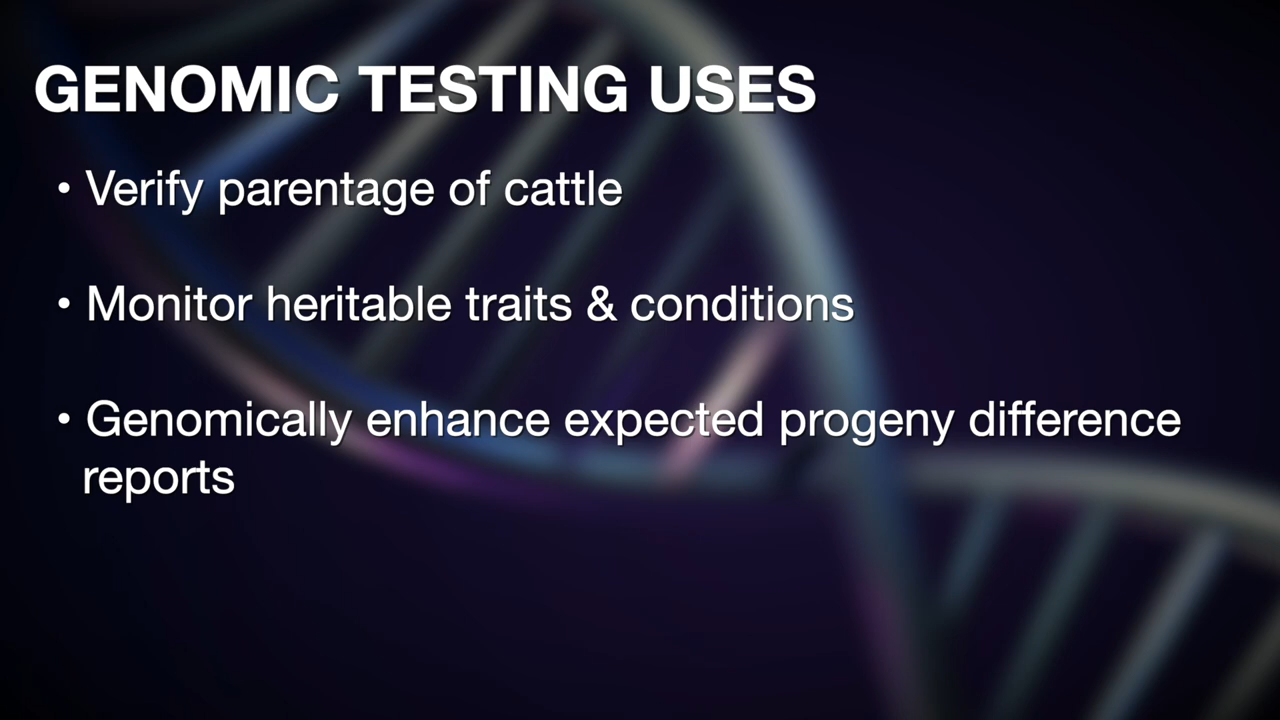 GENOMIC TESTING USES
• Verify parentage of cattle
• Monitor heritable traits & conditions
• Genomically enhance expected progeny difference
reports